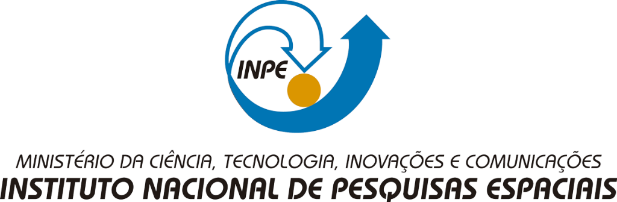 INPE
MINISTÉRIO DA CIÊNCIA, TECNOLOGIA, INOVAÇÕES E COMUNICAÇÕES
INSTITUTO NACIONAL DE PESQUISAS ESPACIAIS